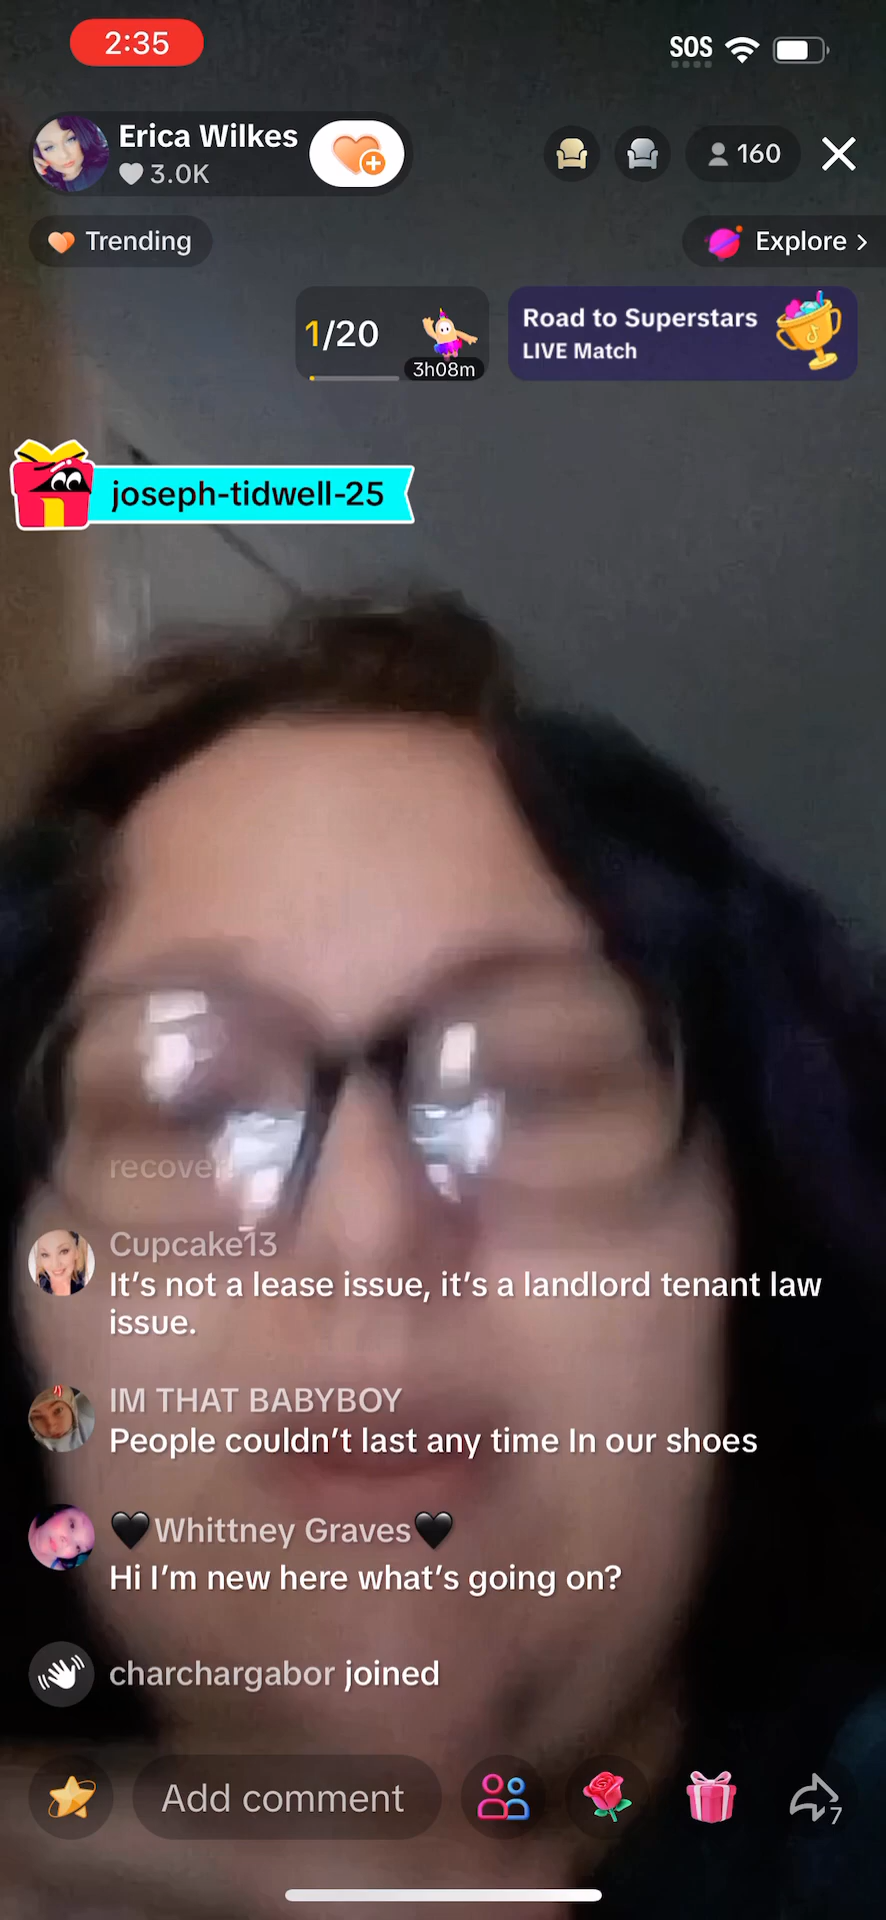 2:35
SOS
Erica Wilkes
3.0K
160
Trending
Explore >
1/20
3h08m
Road to Superstars
LIVE Match
joseph-tidwell-25
recover!
Cupcake13
It's not a lease issue, it's a landlord tenant law
issue.
IM THAT BABYBOY
People couldn't last any time In our shoes
🖤Whittney Graves🖤
Hi I'm new here what's going on?
charchargabor joined
Add comment
7